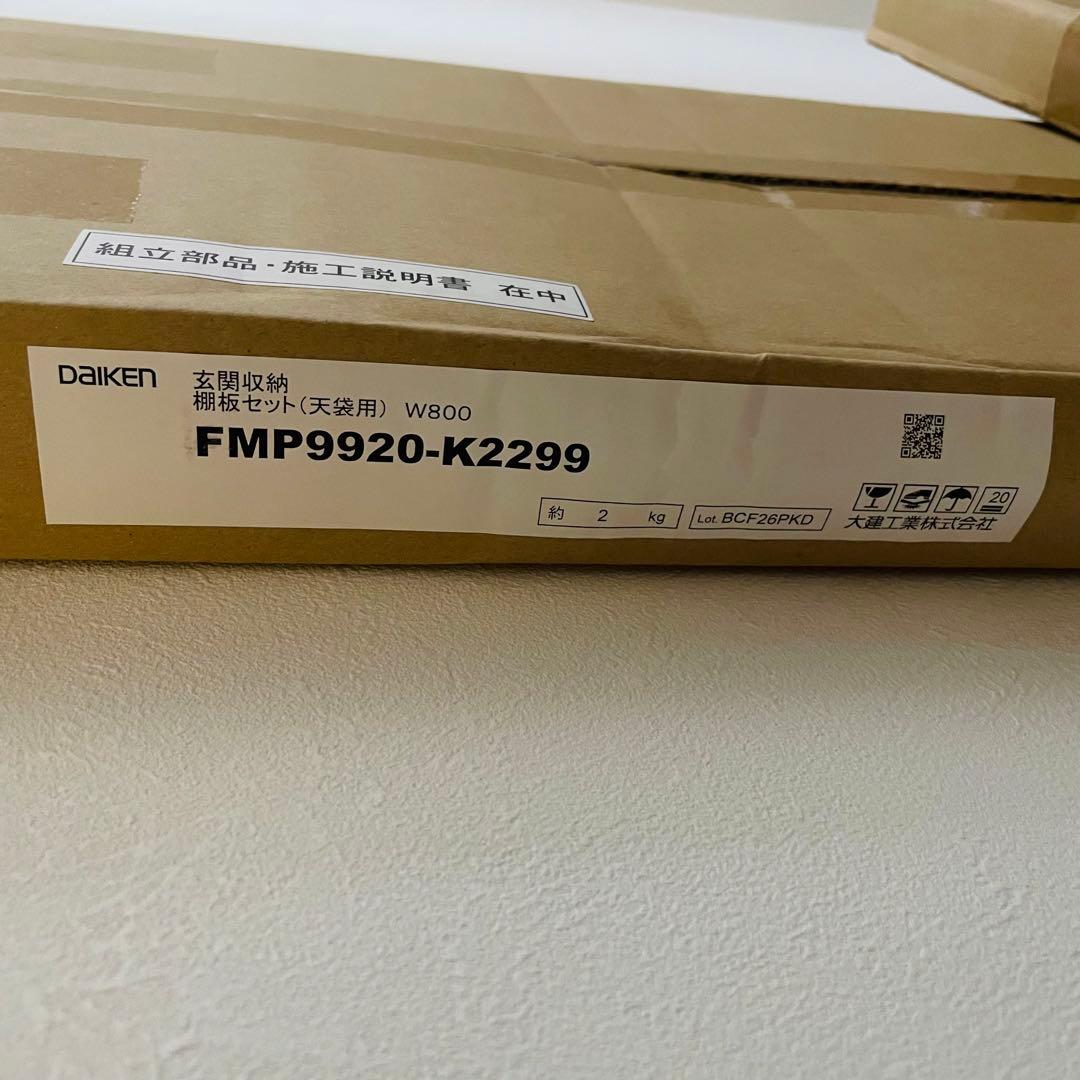 組立部品・施工説明書 在中
DAIKEN
玄関収納
棚板セット(天袋用) W800
FMP9920-K2299
約 2 kg
Lot. BCF26PKD
20
大建工業株式会社